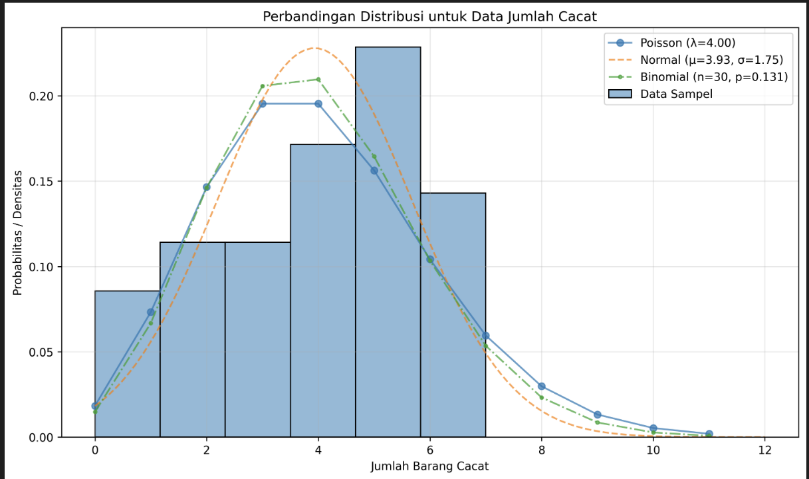 Perbandingan Distribusi untuk Data Jumlah Cacat
Poisson (λ=4.00)
Normal (μ=3.93, σ=1.75)
Binomial (n=30, p=0.131)
Data Sampel
Probabilitas / Densitas
0.20
0.15
0.10
0.05
0.00
0 2 4 6 8 10 12
Jumlah Barang Cacat